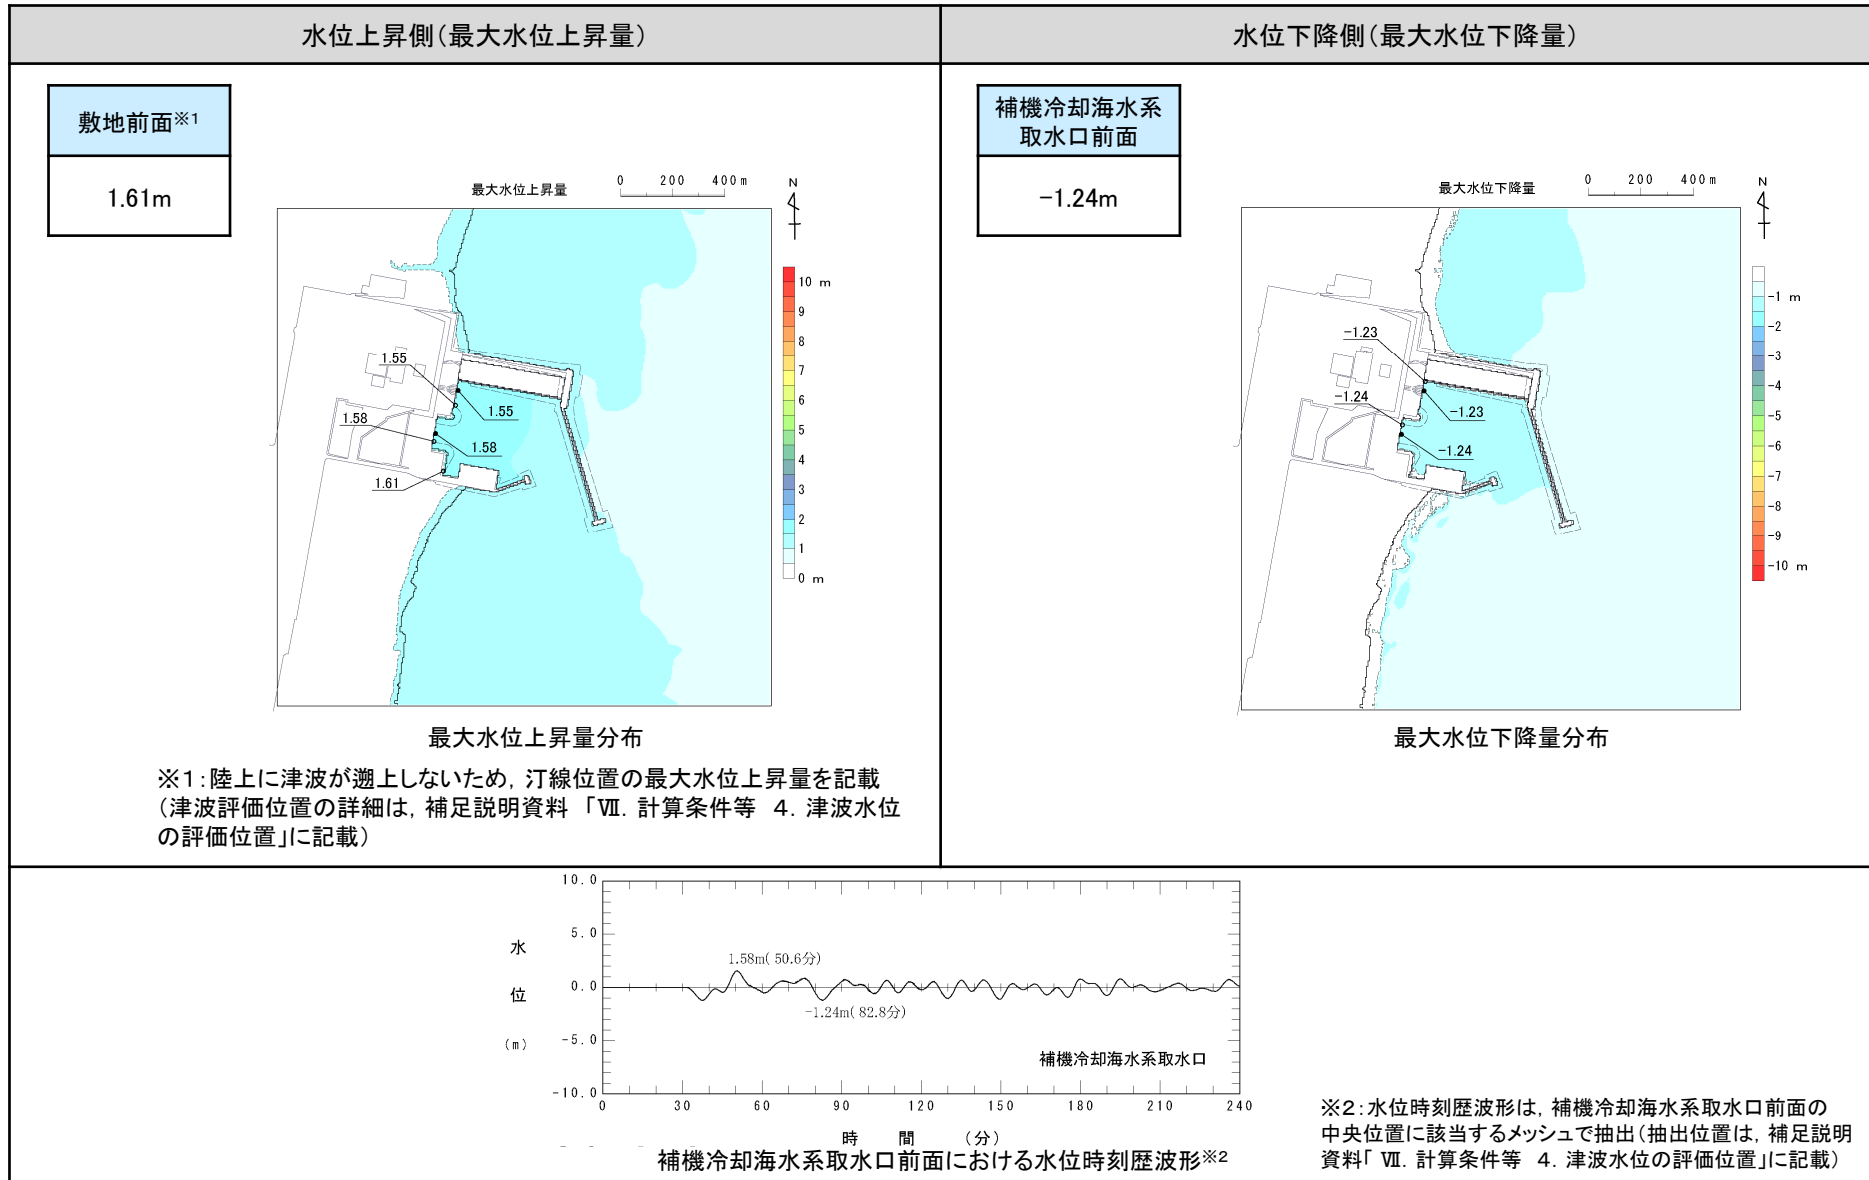 水位上昇側(最大水位上昇量)
水位下降側(最大水位下降量)
敷地前面※1
1.61m
最大水位上昇量
0 200 400m
N
10 m
9
8
7
6
5
4
3
2
1
0 m
1.55
1.55
1.58
1.58
1.61
最大水位上昇量分布
※1:陸上に津波が遡上しないため,汀線位置の最大水位上昇量を記載
(津波評価位置の詳細は,補足説明資料 「Ⅶ. 計算条件等 4. 津波水位
の評価位置」に記載)
補機冷却海水系
取水口前面
-1.24m
最大水位下降量
0 200 400m
N
-1 m
-2
-3
-4
-5
-6
-7
-8
-9
-10 m
-1.23
-1.24
-1.23
-1.24
最大水位下降量分布
10.0
5.0
0.0
-5.0
-10.0
水
位
(m)
1.58m( 50.6分)
-1.24m( 82.8分)
補機冷却海水系取水口
0 30 60 90 120 150 180 210 240
時 間 (分)
補機冷却海水系取水口前面における水位時刻歴波形※2
※2:水位時刻歴波形は,補機冷却海水系取水口前面の
中央位置に該当するメッシュで抽出(抽出位置は,補足説明
資料「 Ⅶ. 計算条件等 4. 津波水位の評価位置」に記載)